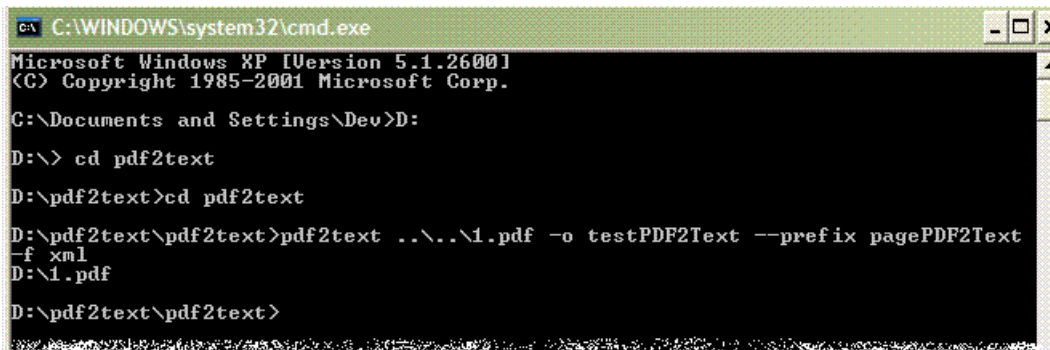 C:\WINDOWS\system32\cmd.exe
Microsoft Windows XP [Version 5.1.2600]
(C) Copyright 1985-2001 Microsoft Corp.
C:\Documents and Settings\Dev>D:
D:\> cd pdf2text
D:\pdf2text>cd pdf2text
D:\pdf2text\pdf2text>pdf2text ..\..\1.pdf -o testPDF2Text --prefix pagePDF2Text
-f xml
D:\1.pdf
D:\pdf2text\pdf2text>